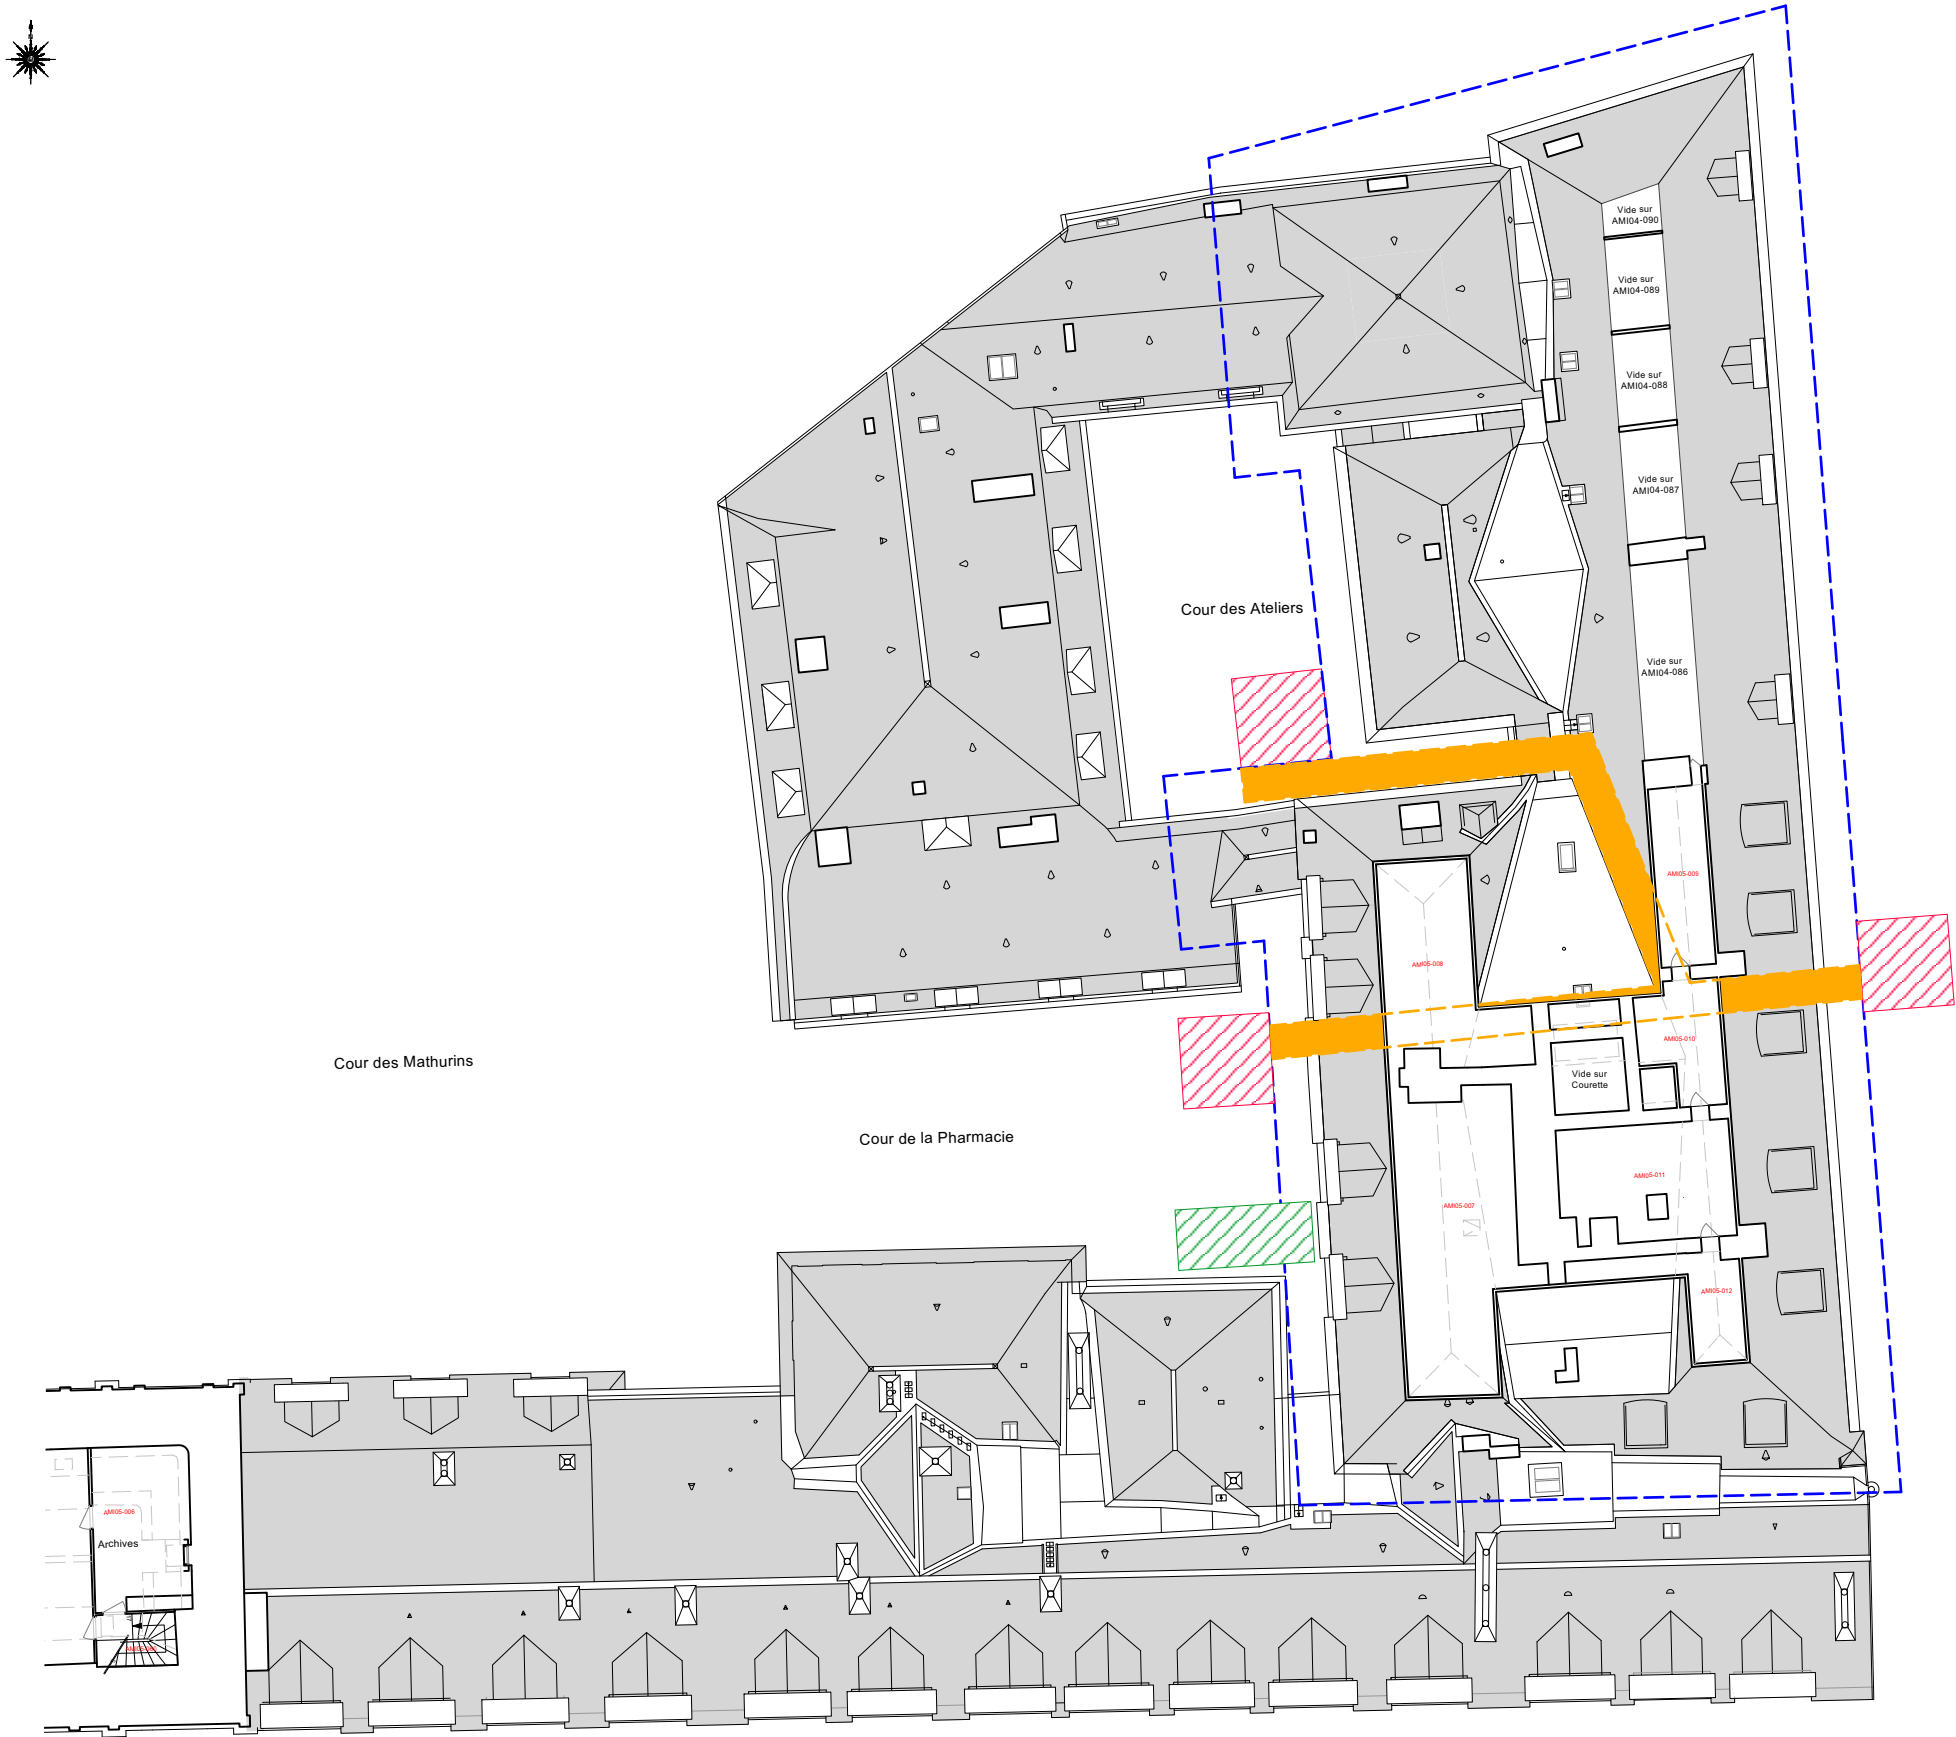 Vide sur
AMI04-090
Vide sur
AMI04-089
Vide sur
AMI04-088
Vide sur
AMI04-087
Cour des Ateliers
Vide sur
AMI04-086
AMI05-009
AMI05-008
AMI05-010
Cour des Mathurins
Vide sur
Courette
Cour de la Pharmacie
AMI05-011
AMI05-007
AMI05-012
AMI05-006
Archives